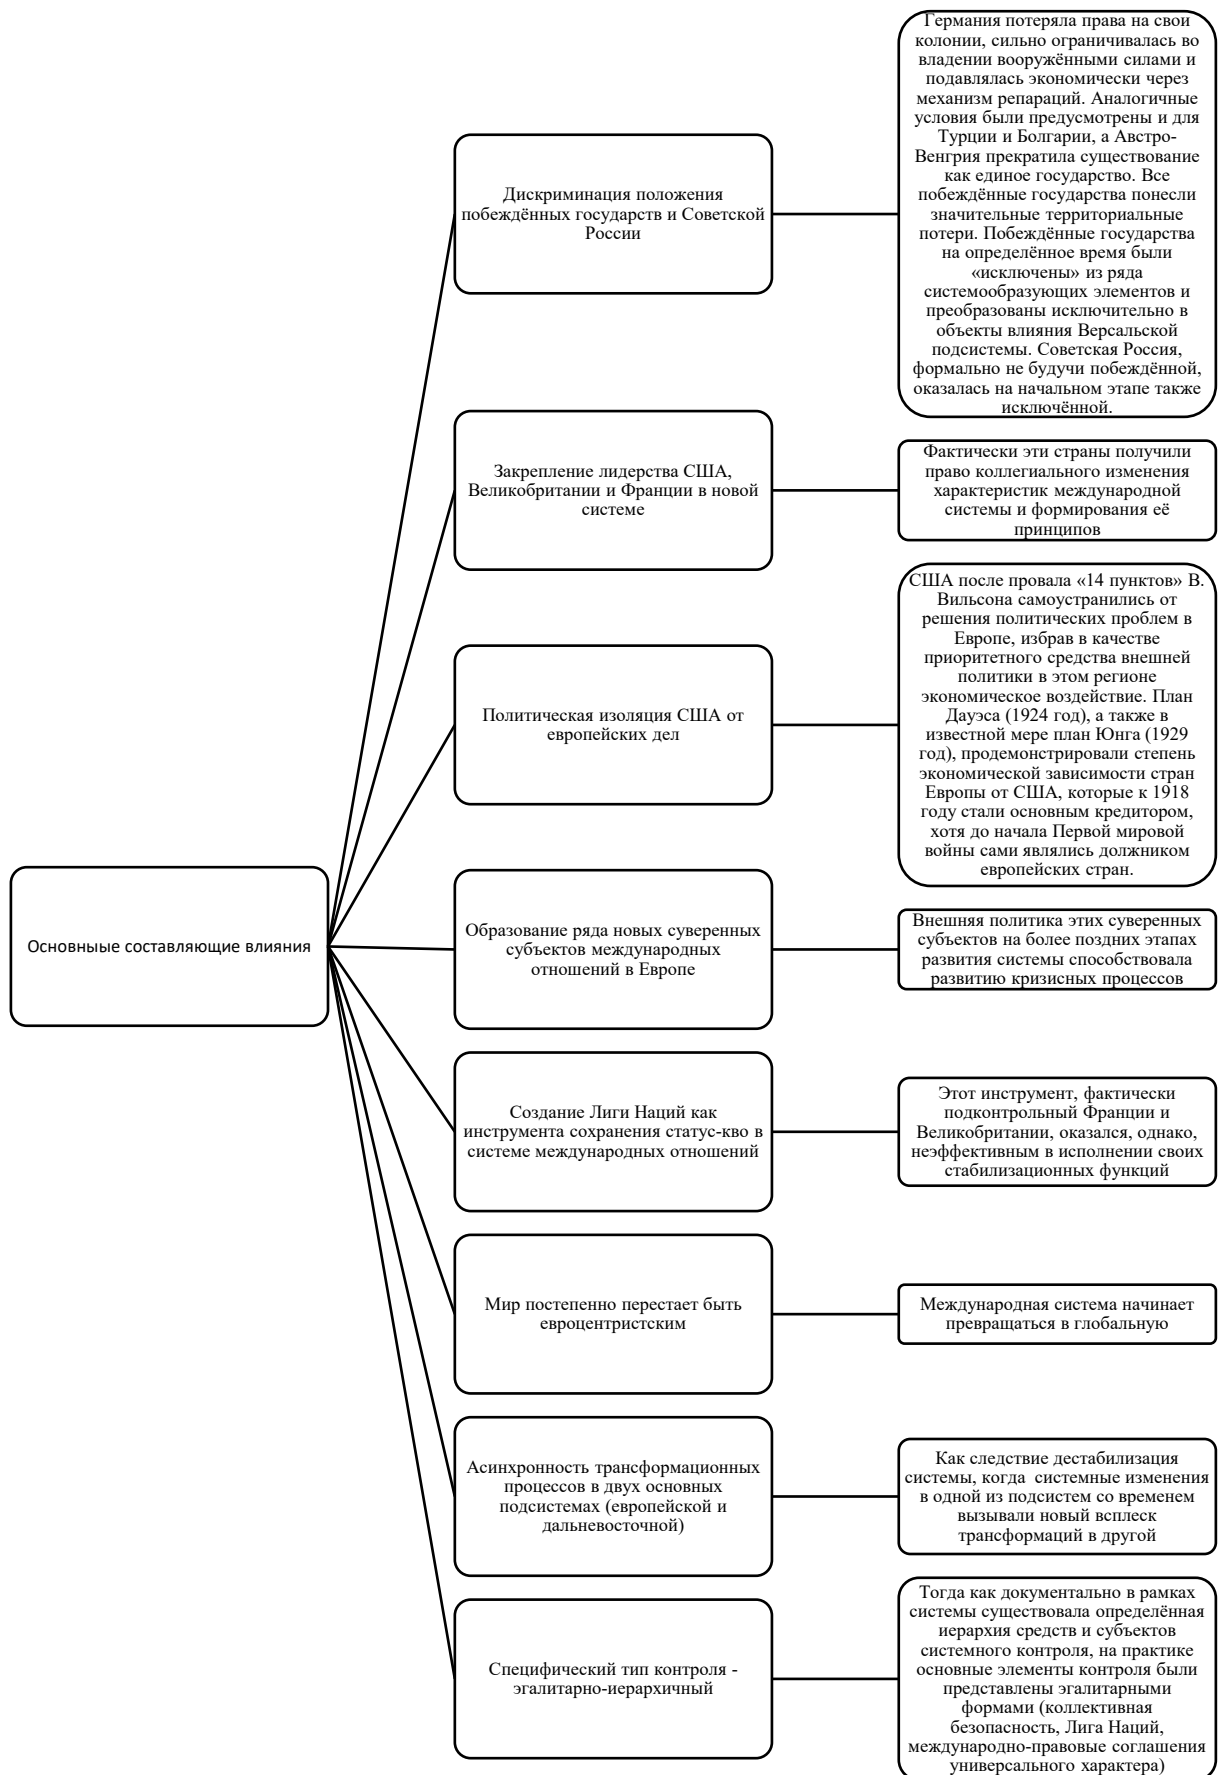 Основныые составляющие влияния
Дискриминация положения
побеждённых государств и Советской
России
Германия потеряла права на свои
колонии, сильно ограничивалась во
владении вооружёнными силами и
подавлялась экономически через
механизм репараций. Аналогичные
условия были предусмотрены и для
Турции и Болгарии, а Австро-
Венгрия прекратила существование
как единое государство. Все
побеждённые государства понесли
значительные территориальные
потери. Побеждённые государства
на определённое время были
«исключены» из ряда
системообразующих элементов и
преобразованы исключительно в
объекты влияния Версальской
подсистемы. Советская Россия,
формально не будучи побеждённой,
оказалась на начальном этапе также
исключённой.
Закрепление лидерства США,
Великобритании и Франции в новой
системе
Фактически эти страны получили
право коллегиального изменения
характеристик международной
системы и формирования её
принципов
Политическая изоляция США от
европейских дел
США после провала «14 пунктов» В.
Вильсона самоустранились от
решения политических проблем в
Европе, избрав в качестве
приоритетного средства внешней
политики в этом регионе
экономическое воздействие. План
Дауэса (1924 год), а также в
известной мере план Юнга (1929
год), продемонстрировали степень
экономической зависимости стран
Европы от США, которые к 1918
году стали основным кредитором,
хотя до начала Первой мировой
войны сами являлись должником
европейских стран.
Образование ряда новых суверенных
субъектов международных
отношений в Европе
Внешняя политика этих суверенных
субъектов на более поздних этапах
развития системы способствовала
развитию кризисных процессов
Создание Лиги Наций как
инструмента сохранения статус-кво в
системе международных отношений
Этот инструмент, фактически
подконтрольный Франции и
Великобритании, оказался, однако,
неэффективным в исполнении своих
стабилизационных функций
Мир постепенно перестает быть
евроцентристским
Международная система начинает
превращаться в глобальную
Асинхронность трансформационных
процессов в двух основных
подсистемах (европейской и
дальневосточной)
Как следствие дестабилизация
системы, когда системные изменения
в одной из подсистем со временем
вызывали новый всплеск
трансформаций в другой
Специфический тип контроля -
эгалитарно-иерархичный
Тогда как документально в рамках
системы существовала определённая
иерархия средств и субъектов
системного контроля, на практике
основные элементы контроля были
представлены эгалитарными
формами (коллективная
безопасность, Лига Наций,
международно-правовые соглашения
универсального характера)